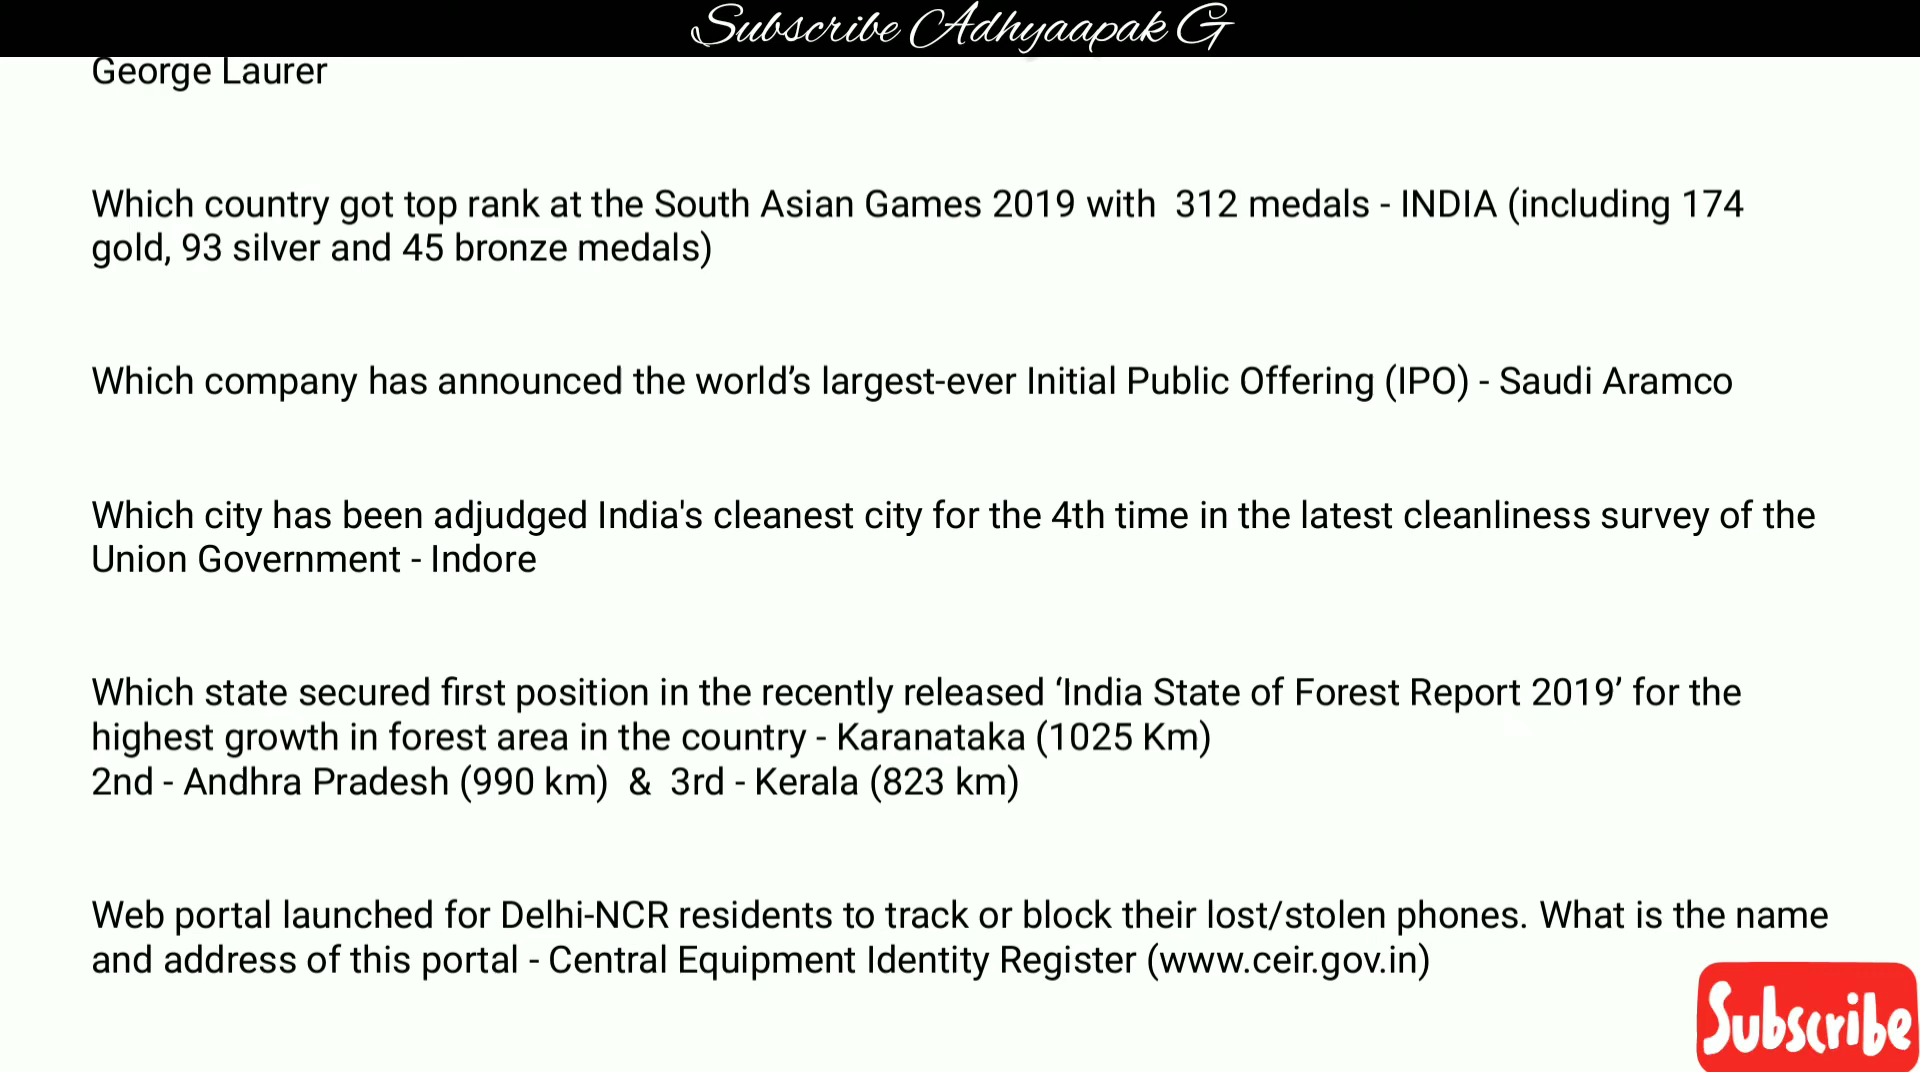 Subscribe Adhyaapak G
George Laurer
Which country got top rank at the South Asian Games 2019 with  312 medals - INDIA (including 174
gold, 93 silver and 45 bronze medals)
Which company has announced the world’s largest-ever Initial Public Offering (IPO) - Saudi Aramco
Which city has been adjudged India's cleanest city for the 4th time in the latest cleanliness survey of the
Union Government - Indore
Which state secured first position in the recently released ‘India State of Forest Report 2019’ for the
highest growth in forest area in the country - Karanataka (1025 Km)
2nd - Andhra Pradesh (990 km)  &  3rd - Kerala (823 km)
Web portal launched for Delhi-NCR residents to track or block their lost/stolen phones. What is the name
and address of this portal - Central Equipment Identity Register (www.ceir.gov.in)
Subscribe